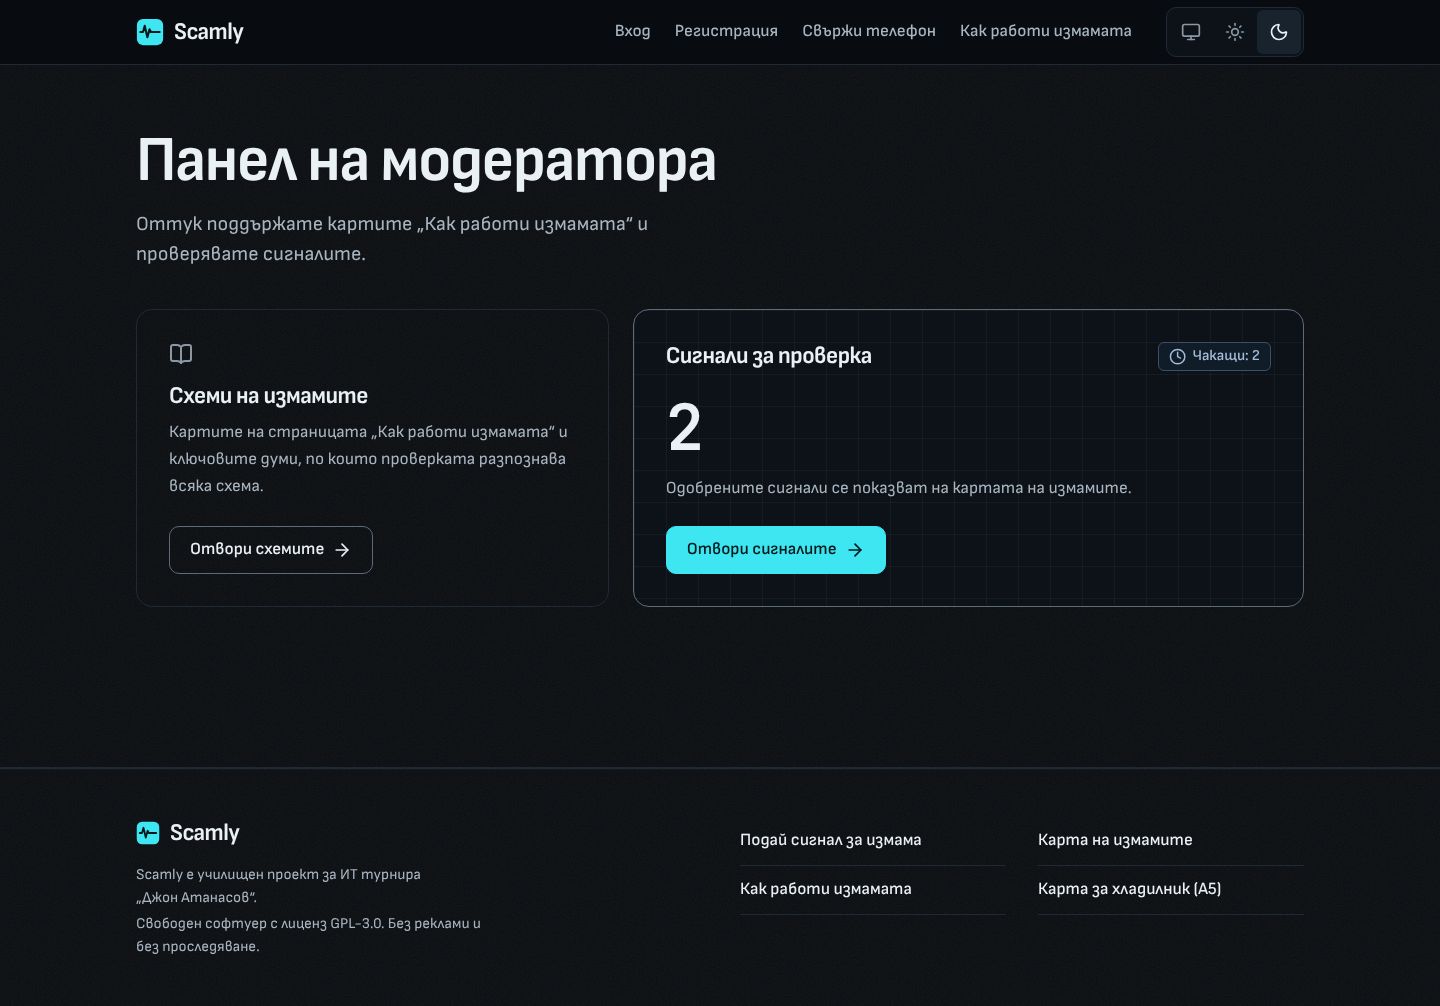 Scamly
Вход
Регистрация
Свържи телефон
Как работи измамата
Панел на модератора
Оттук поддържате картите „Как работи измамата“ и
проверявате сигналите.
Схеми на измамите
Картите на страницата „Как работи измамата“ и
ключовите думи, по които проверката разпознава
всяка схема.
Отвори схемите
Сигнали за проверка
Чакащи: 2
2
Одобрените сигнали се показват на картата на измамите.
Отвори сигналите
Scamly
Scamly е училищен проект за ИТ турнира
„Джон Атанасов“.
Свободен софтуер с лиценз GPL-3.0. Без реклами и
без проследяване.
Подай сигнал за измама
Карта на измамите
Как работи измамата
Карта за хладилник (А5)